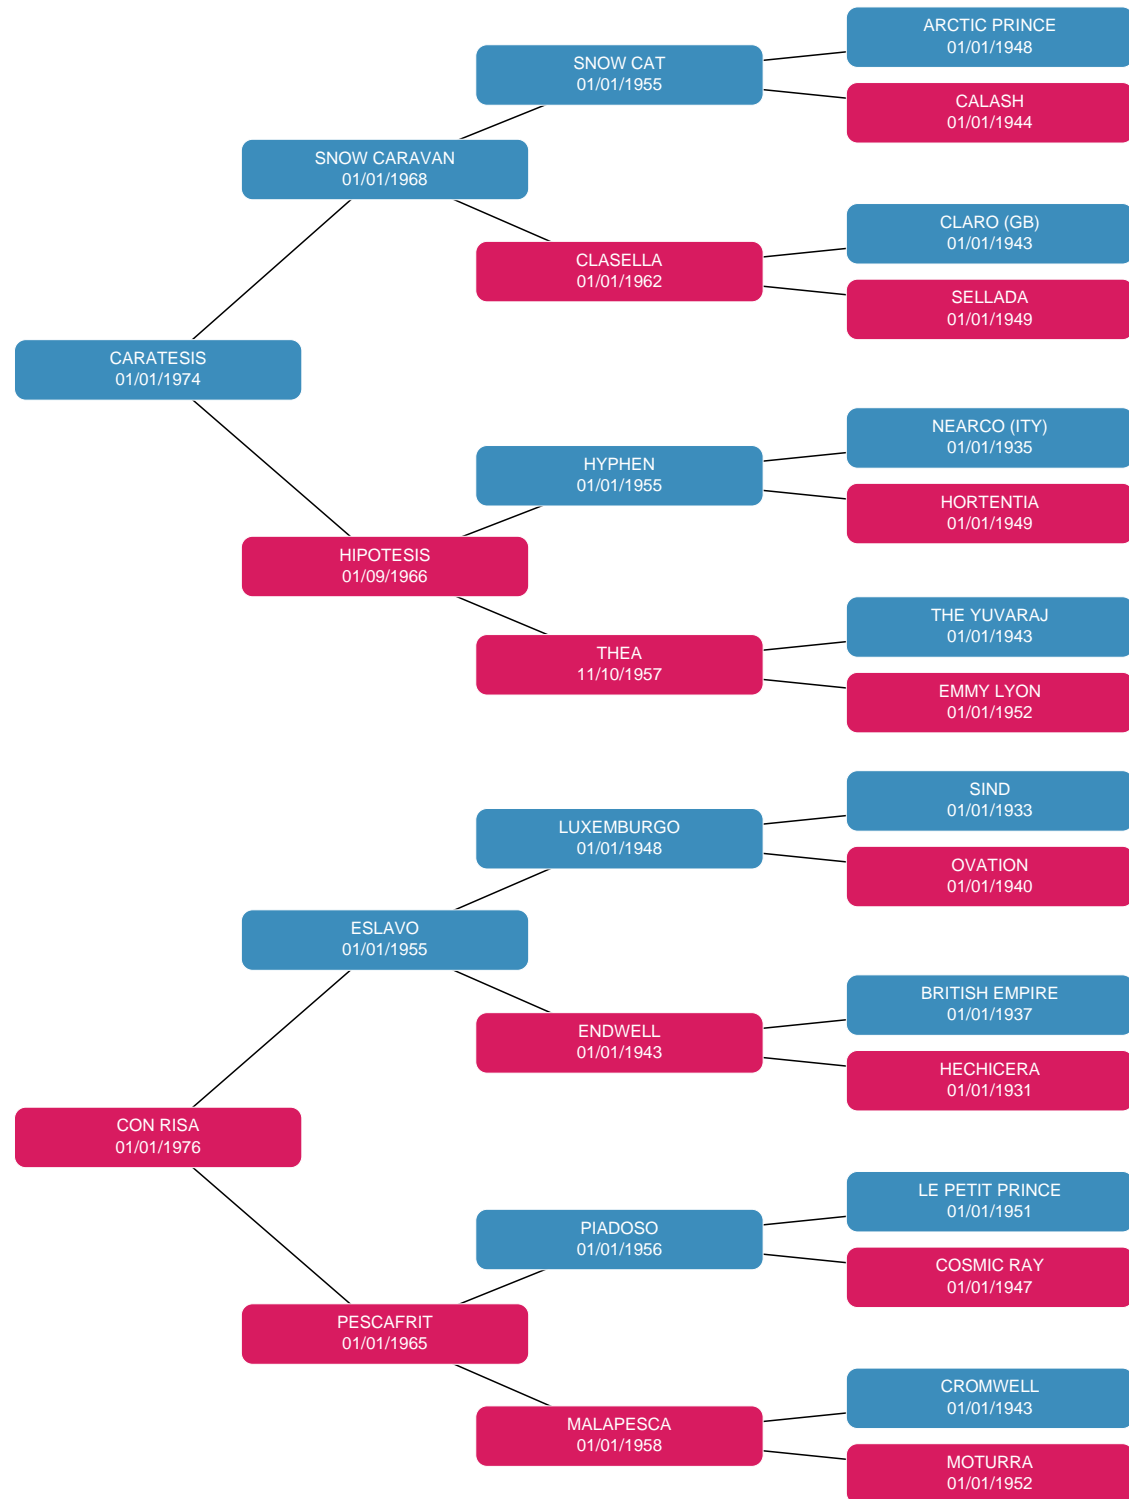 ARCTIC PRINCE
01/01/1948
SNOW CAT
01/01/1955
CALASH
01/01/1944
SNOW CARAVAN
01/01/1968
CLARO (GB)
01/01/1943
CLASELLA
01/01/1962
SELLADA
01/01/1949
CARATESIS
01/01/1974
NEARCO (ITY)
01/01/1935
HYPHEN
01/01/1955
HORTENTIA
01/01/1949
HIPOTESIS
01/09/1966
THE YUVARAJ
01/01/1943
THEA
11/10/1957
EMMY LYON
01/01/1952
SIND
01/01/1933
LUXEMBURGO
01/01/1948
OVATION
01/01/1940
ESLAVO
01/01/1955
BRITISH EMPIRE
01/01/1937
ENDWELL
01/01/1943
HECHICERA
01/01/1931
CON RISA
01/01/1976
LE PETIT PRINCE
01/01/1951
PIADOSO
01/01/1956
COSMIC RAY
01/01/1947
PESCAFRIT
01/01/1965
CROMWELL
01/01/1943
MALAPESCA
01/01/1958
MOTURRA
01/01/1952